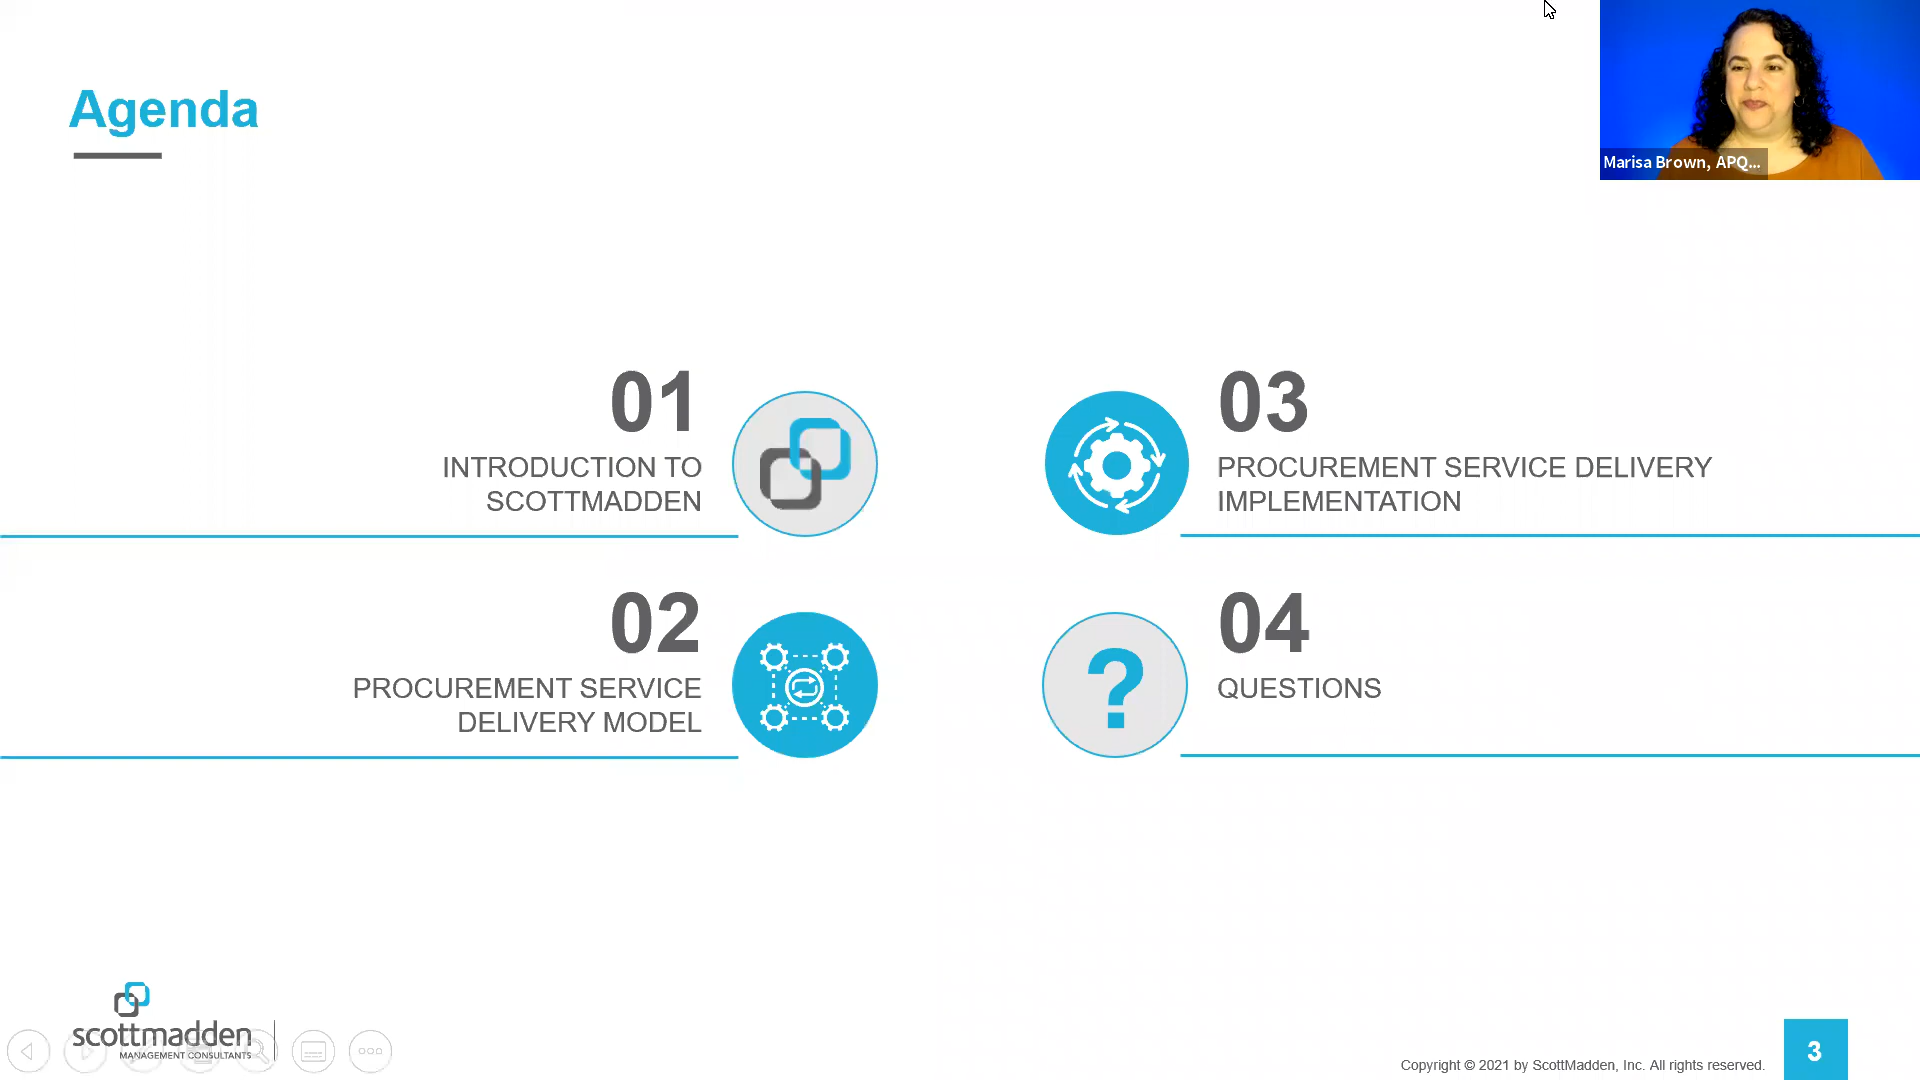 Agenda
Marisa Brown, APQ...
01
INTRODUCTION TO
SCOTTMADDEN
02
PROCUREMENT SERVICE
DELIVERY MODEL
03
PROCUREMENT SERVICE DELIVERY
IMPLEMENTATION
04
QUESTIONS
?
scottmadden
MANAGEMENT CONSULTANTS
Copyright © 2021 by ScottMadden, Inc. All rights reserved.
3